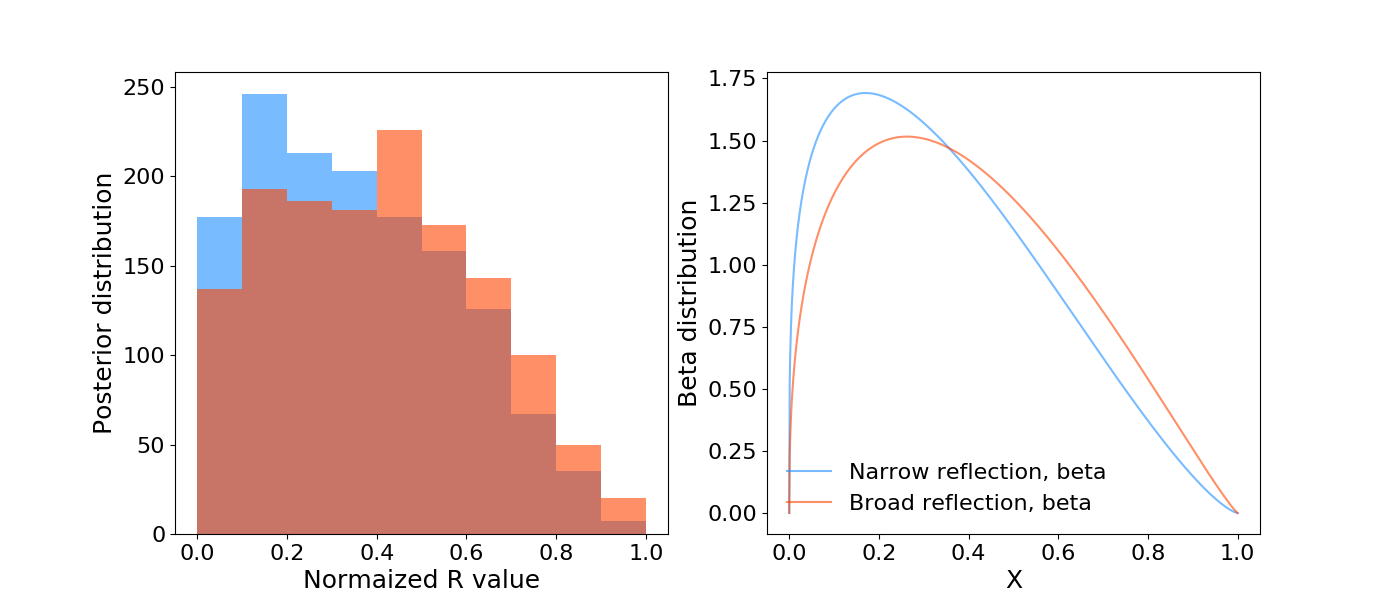 Posterior distribution
250
200
150
100
50
0
0.0 0.2 0.4 0.6 0.8 1.0
Normaized R value
Beta distribution
1.75
1.50
1.25
1.00
0.75
0.50
0.25
0.00
Narrow reflection, beta
Broad reflection, beta
0.0 0.2 0.4 0.6 0.8 1.0
X